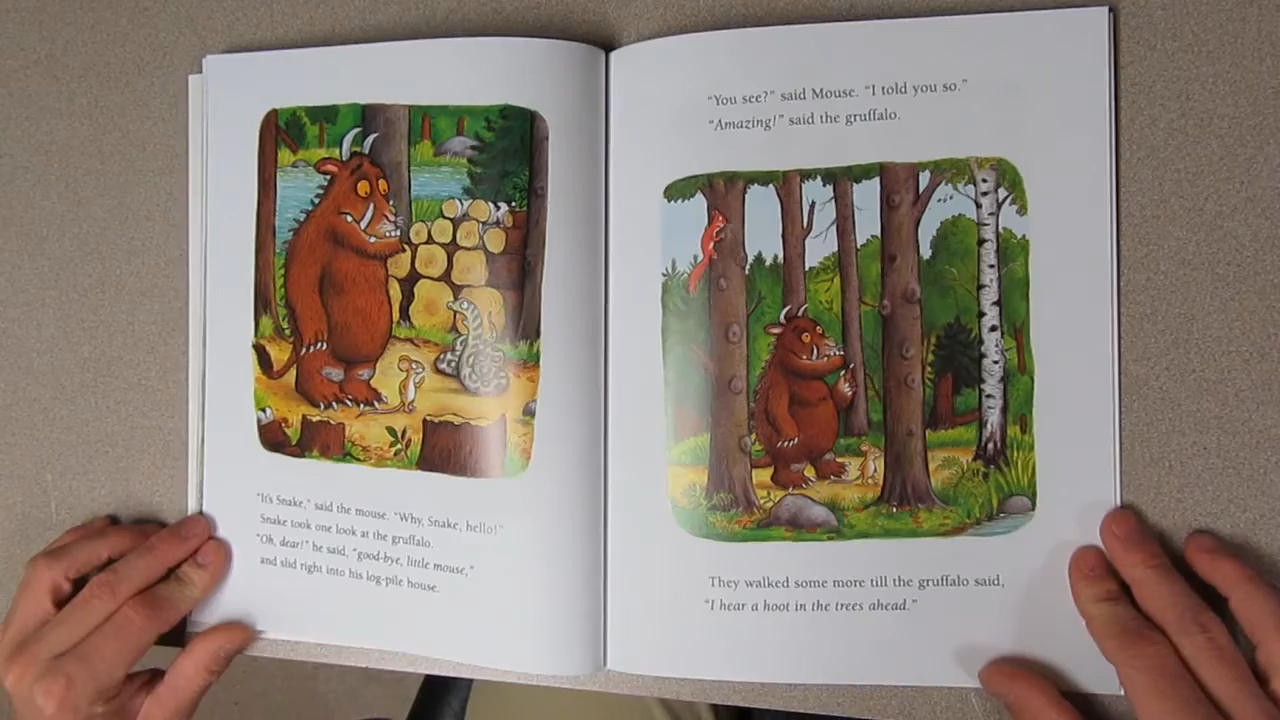 "It's Snake," said the mouse. "Why, Snake, hello!"
Snake took one look at the gruffalo.
"Oh, dear!" he said, "good-bye, little mouse,"
and slid right into his log-pile house.
"You see?" said Mouse. "I told you so."
"Amazing!" said the gruffalo.
They walked some more till the gruffalo said,
"I hear a hoot in the trees ahead."